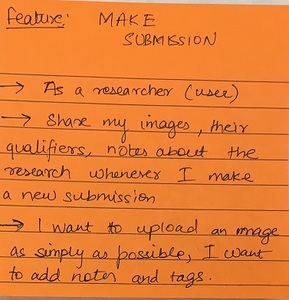 feature: MAKE
SUBMISSION
→ As a researcher (user)
→ Share my images, their
qualifiers, notes about the
research whenever I make
a new submission
→ I want to upload an image
as simply as possible, I want
to add notes and tags.